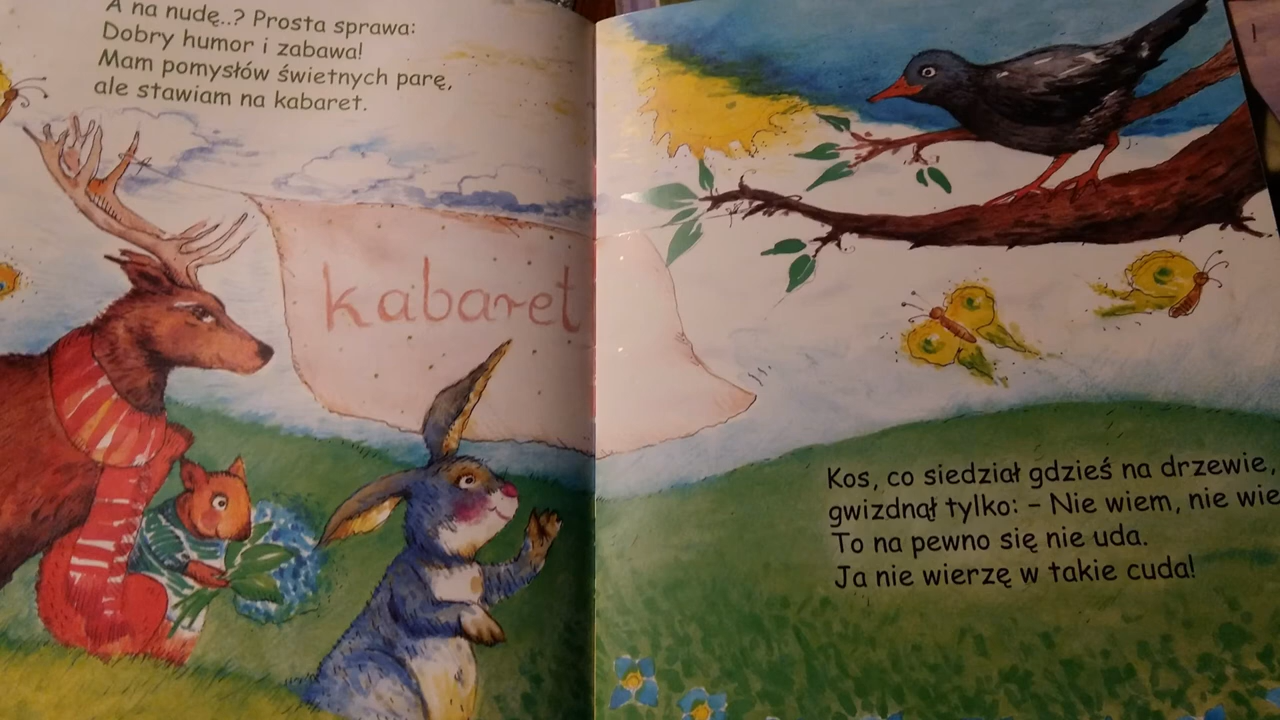 A na nudę..? Prosta sprawa:
Dobry humor i zabawa!
Mam pomysłów świetnych parę,
ale stawiam na kabaret.
kabaret
Kos, co siedział gdzieś na drzewie,
gwizdnął tylko: – Nie wiem, nie wie
To na pewno się nie uda.
Ja nie wierzę w takie cuda!